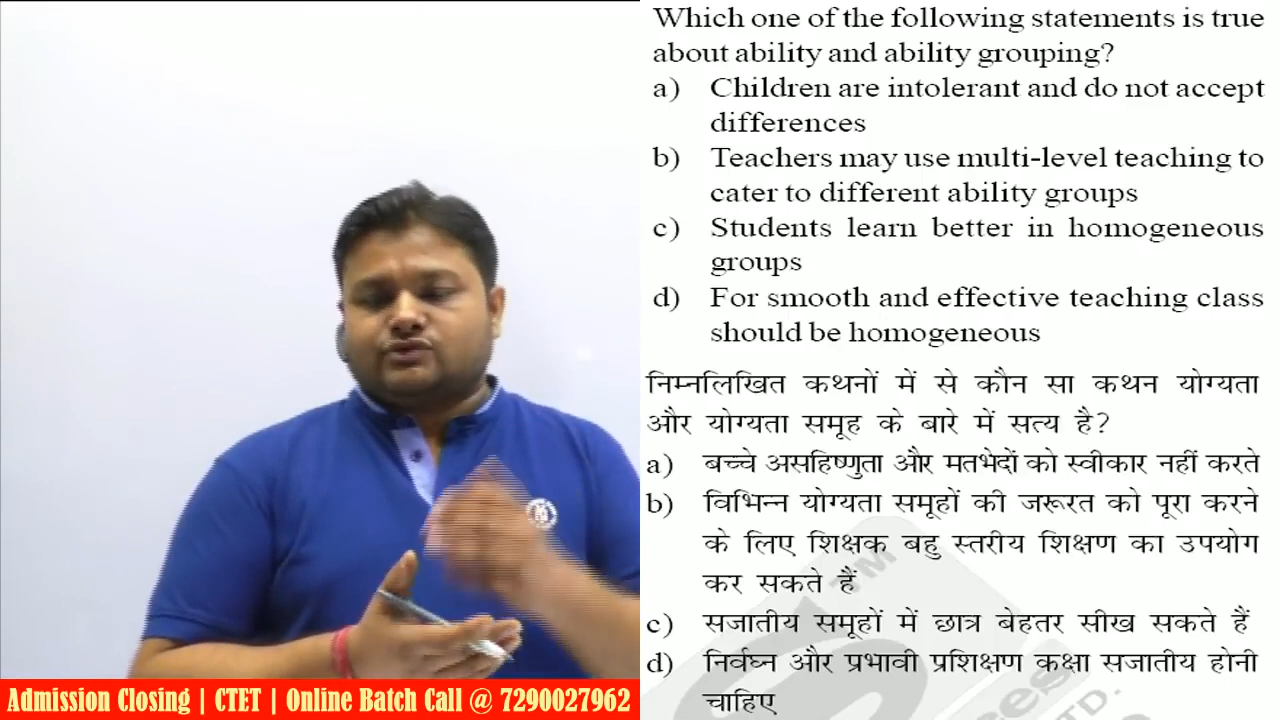 Which one of the following statements is true
about ability and ability grouping?
a) Children are intolerant and do not accept
differences
b) Teachers may use multi-level teaching to
cater to different ability groups
c) Students learn better in homogeneous
groups
d) For smooth and effective teaching class
should be homogeneous
निम्नलिखित कथनों में से कौन सा कथन योग्यता
और योग्यता समूह के बारे में सत्य है?
a) बच्चे असहिष्णुता और मतभेदों को स्वीकार नहीं करते
b) विभिन्न योग्यता समूहों की जरूरत को पूरा करने
के लिए शिक्षक बहु स्तरीय शिक्षण का उपयोग
कर सकते हैं
c) सजातीय समूहों में छात्र बेहतर सीख सकते हैं
d) निर्वघ्न और प्रभावी प्रशिक्षण कक्षा सजातीय होनी
चाहिए
Admission Closing | CTET | Online Batch Call @ 7290027962